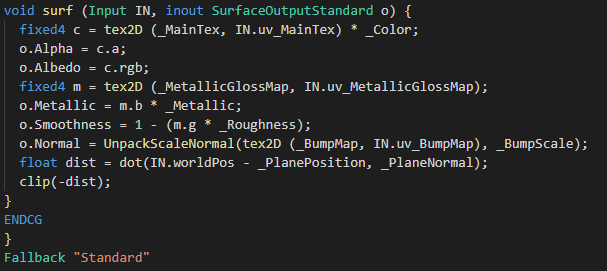 void surf (Input IN, inout SurfaceOutputStandard o) {
fixed4 c = tex2D (_MainTex, IN.uv_MainTex) * _Color;
o.Alpha = c.a;
o.Albedo = c.rgb;
fixed4 m = tex2D (_MetallicGlossMap, IN.uv_MetallicGlossMap);
o.Metallic = m.b * _Metallic;
o.Smoothness = 1 - (m.g * _Roughness);
o.Normal = UnpackScaleNormal(tex2D (_BumpMap, IN.uv_BumpMap), _BumpScale);
float dist = dot(IN.worldPos - _PlanePosition, _PlaneNormal);
clip(-dist);
}
ENDCG
}
Fallback "Standard"